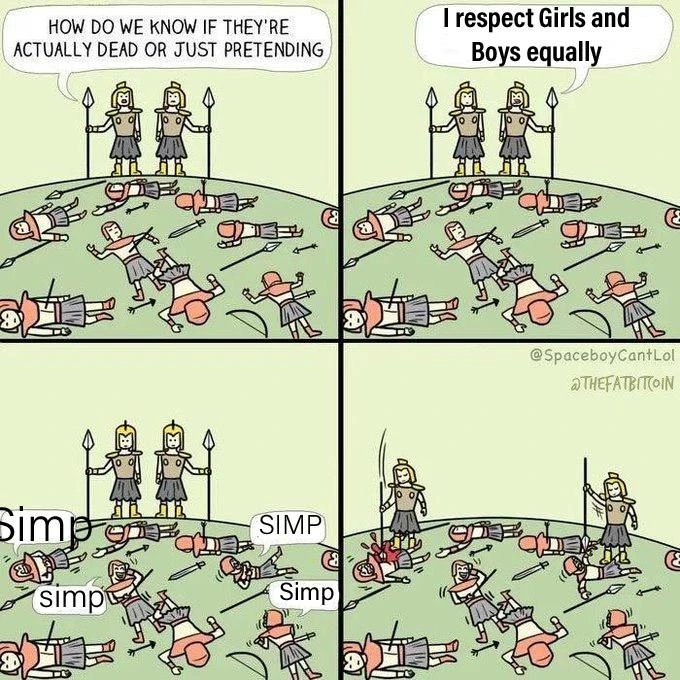 HOW DO WE KNOW IF THEY'RE
ACTUALLY DEAD OR JUST PRETENDING
I respect Girls and
Boys equally
Simp
SIMP
simp
Simp
@SpaceboyCantLol
@THEFATBITCOIN